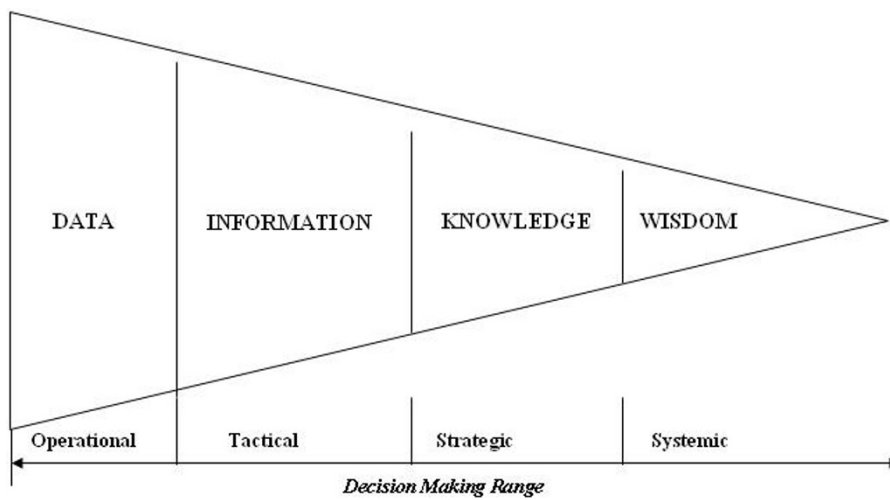 DATA INFORMATION KNOWLEDGE WISDOM
Operational Tactical Strategic Systemic
Decision Making Range